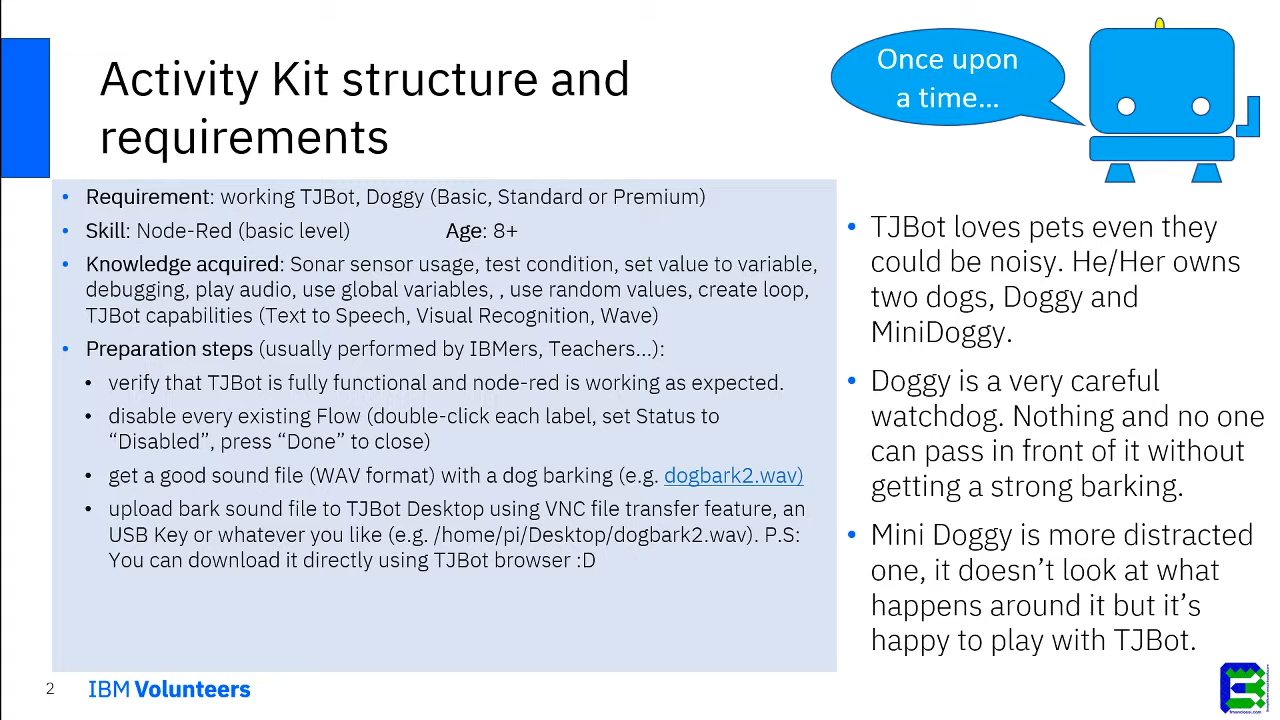 Activity Kit structure and
requirements
Once upon
a time...
• Requirement: working TJBot, Doggy (Basic, Standard or Premium)
• Skill: Node-Red (basic level) Age: 8+
• Knowledge acquired: Sonar sensor usage, test condition, set value to variable,
debugging, play audio, use global variables, , use random values, create loop,
TJBot capabilities (Text to Speech, Visual Recognition, Wave)
• Preparation steps (usually performed by IBMers, Teachers...):
• verify that TJBot is fully functional and node-red is working as expected.
• disable every existing Flow (double-click each label, set Status to
“Disabled”, press “Done” to close)
• get a good sound file (WAV format) with a dog barking (e.g. dogbark2.wav)
• upload bark sound file to TJBot Desktop using VNC file transfer feature, an
USB Key or whatever you like (e.g. /home/pi/Desktop/dogbark2.wav). P.S:
You can download it directly using TJBot browser :D
• TJBot loves pets even they
could be noisy. He/Her owns
two dogs, Doggy and
MiniDoggy.
• Doggy is a very careful
watchdog. Nothing and no one
can pass in front of it without
getting a strong barking.
• Mini Doggy is more distracted
one, it doesn’t look at what
happens around it but it’s
happy to play with TJBot.
2 IBM Volunteers